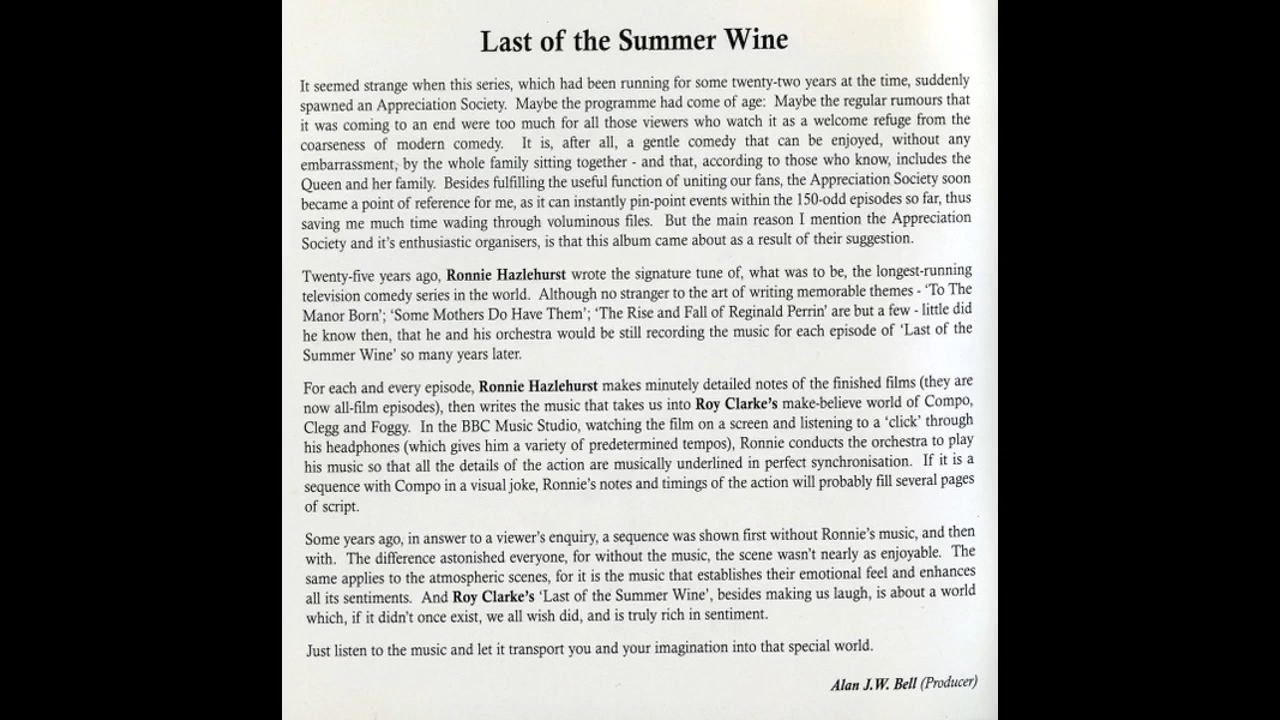 Last of the Summer Wine
It seemed strange when this series, which had been running for some twenty-two years at the time, suddenly
spawned an Appreciation Society. Maybe the programme had come of age: Maybe the regular rumours that
it was coming to an end were too much for all those viewers who watch it as a welcome refuge from the
coarseness of modern comedy. It is, after all, a gentle comedy that can be enjoyed, without any
embarrassment, by the whole family sitting together - and that, according to those who know, includes the
Queen and her family. Besides fulfilling the useful function of uniting our fans, the Appreciation Society soon
became a point of reference for me, as it can instantly pin-point events within the 150-odd episodes so far, thus
saving me much time wading through voluminous files. But the main reason I mention the Appreciation
Society and it's enthusiastic organisers, is that this album came about as a result of their suggestion.
Twenty-five years ago, Ronnie Hazlehurst wrote the signature tune of, what was to be, the longest-running
television comedy series in the world. Although no stranger to the art of writing memorable themes - 'To The
Manor Born'; 'Some Mothers Do Have Them'; 'The Rise and Fall of Reginald Perrin' are but a few - little did
he know then, that he and his orchestra would be still recording the music for each episode of 'Last of the
Summer Wine' so many years later.
For each and every episode, Ronnie Hazlehurst makes minutely detailed notes of the finished films (they are
now all-film episodes), then writes the music that takes us into Roy Clarke's make-believe world of Compo,
Clegg and Foggy. In the BBC Music Studio, watching the film on a screen and listening to a 'click' through
his headphones (which gives him a variety of predetermined tempos), Ronnie conducts the orchestra to play
his music so that all the details of the action are musically underlined in perfect synchronisation. If it is a
sequence with Compo in a visual joke, Ronnie's notes and timings of the action will probably fill several pages
of script.
Some years ago, in answer to a viewer's enquiry, a sequence was shown first without Ronnie's music, and then
with. The difference astonished everyone, for without the music, the scene wasn't nearly as enjoyable. The
same applies to the atmospheric scenes, for it is the music that establishes their emotional feel and enhances
all its sentiments. And Roy Clarke's 'Last of the Summer Wine', besides making us laugh, is about a world
which, if it didn't once exist, we all wish did, and is truly rich in sentiment.
Just listen to the music and let it transport you and your imagination into that special world.
Alan J.W. Bell (Producer)